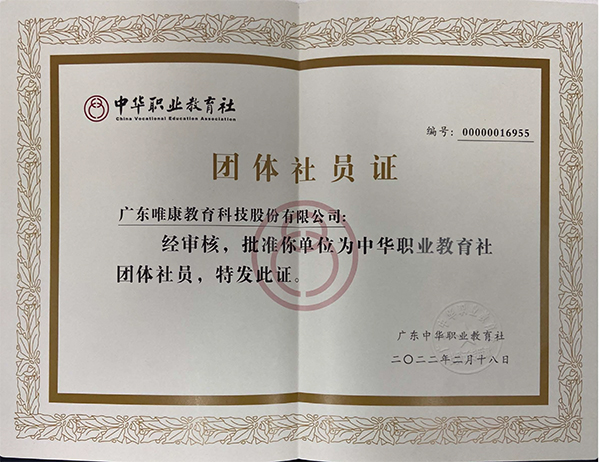 中华职业教育社
China Vocational Education Association
编号：00000016955
团体社员证
广东唯康教育科技股份有限公司：
经审核，批准你单位为中华职业教育社
团体社员，特发此证。
广东中华职业教育社
二〇二二年二月十八日